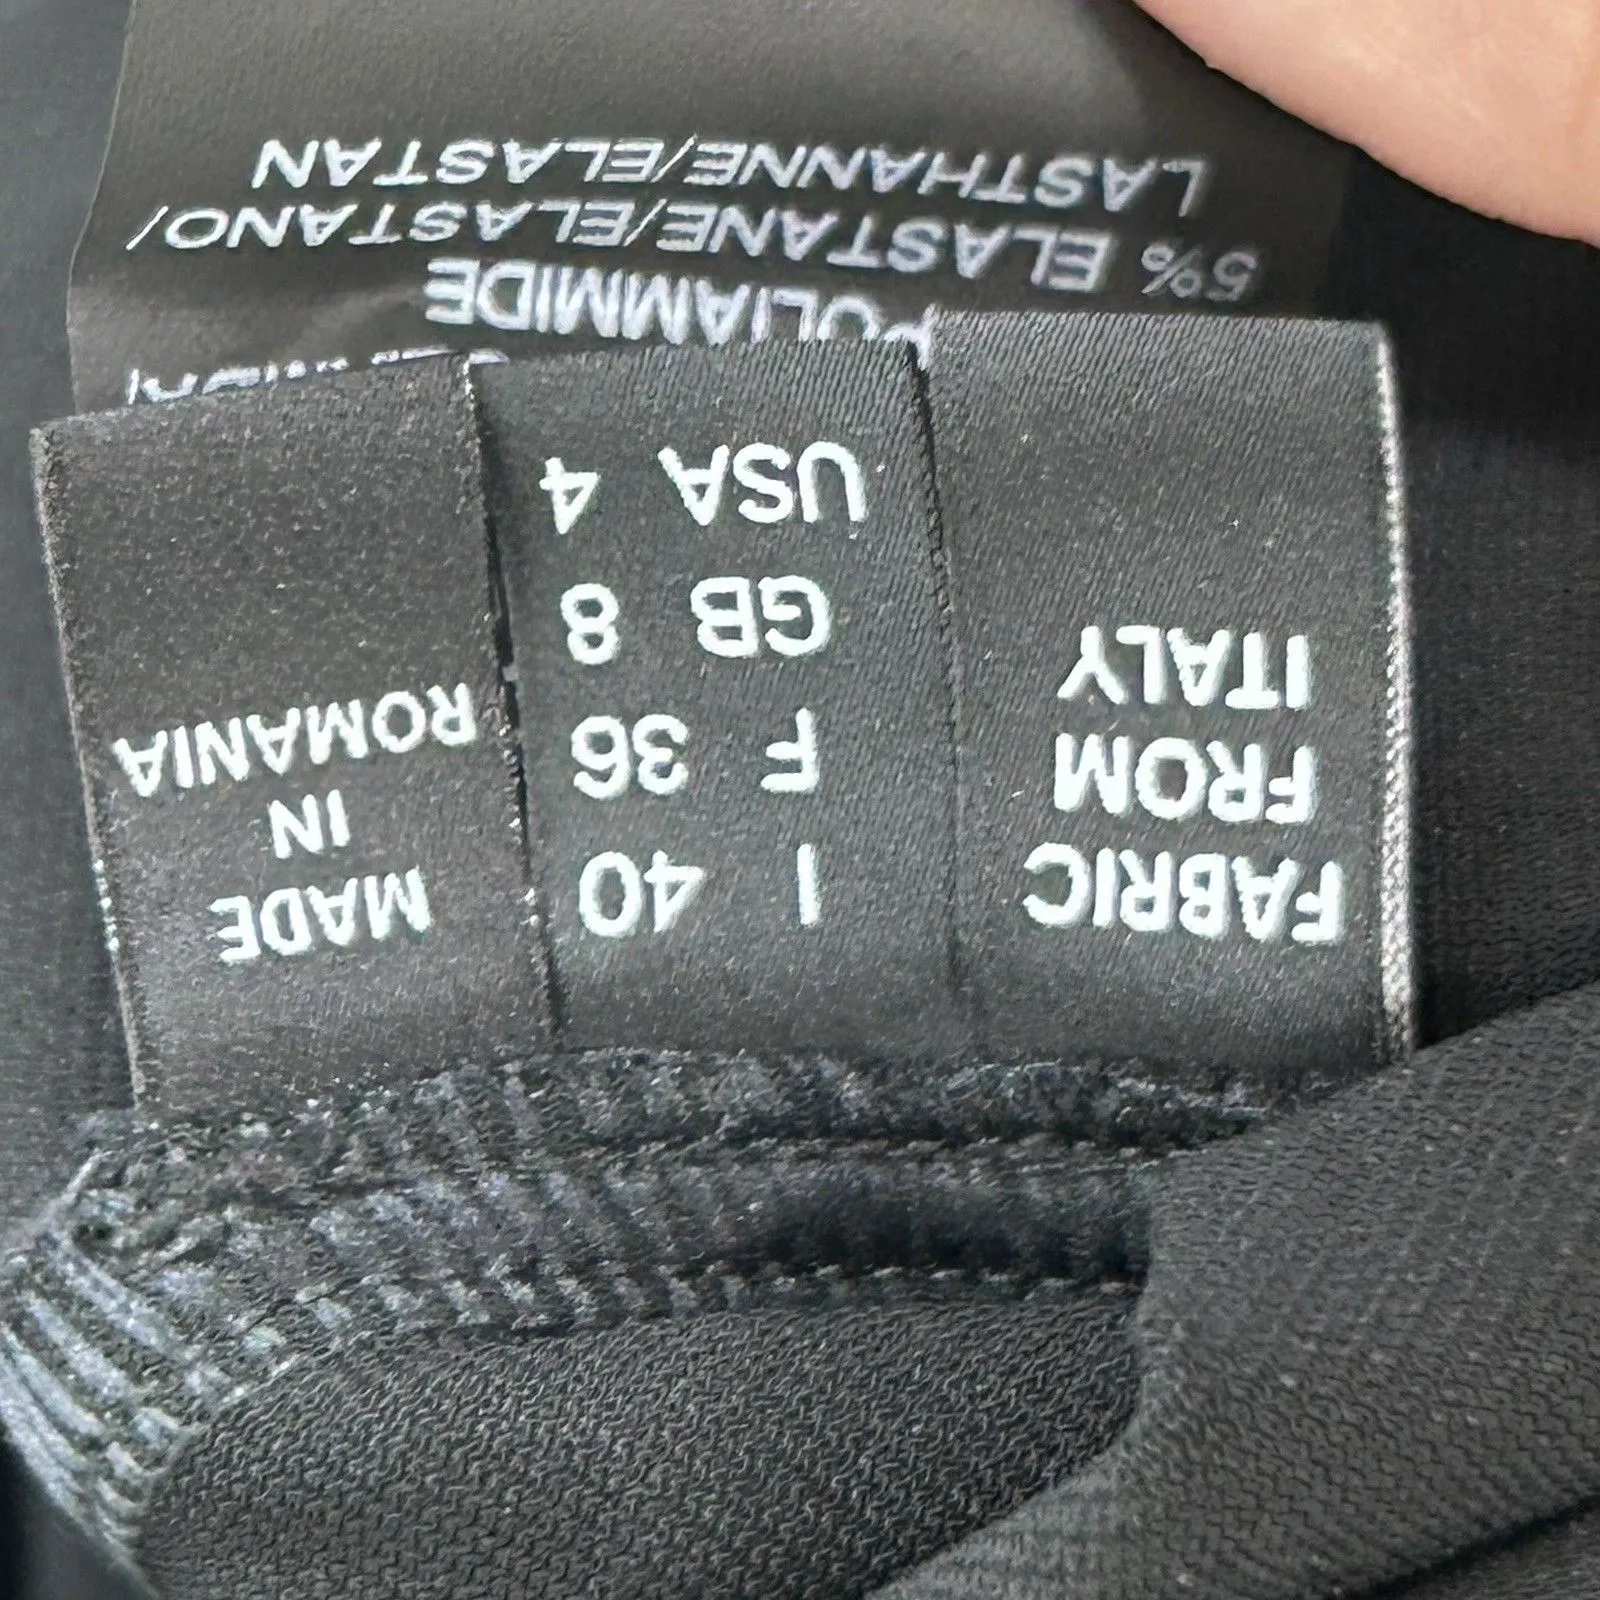 FABRIC
FROM
ITALY
I 40
F 36
GB 8
USA 4
MADE
IN
ROMANIA
POLIAMMIDE
5% ELASTANE/ELASTANO/
LASTHANNE/ELASTAN